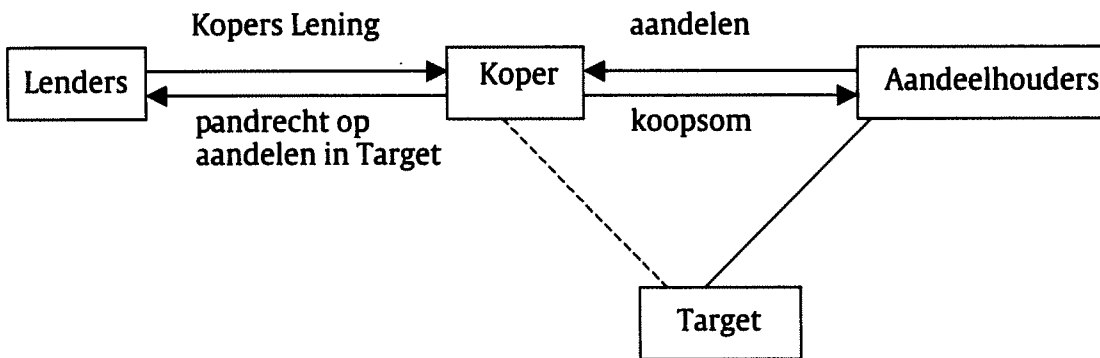 Kopers Lening
aandelen
Lenders
Koper
Aandeelhouders
pandrecht op
aandelen in Target
koopsom
Target